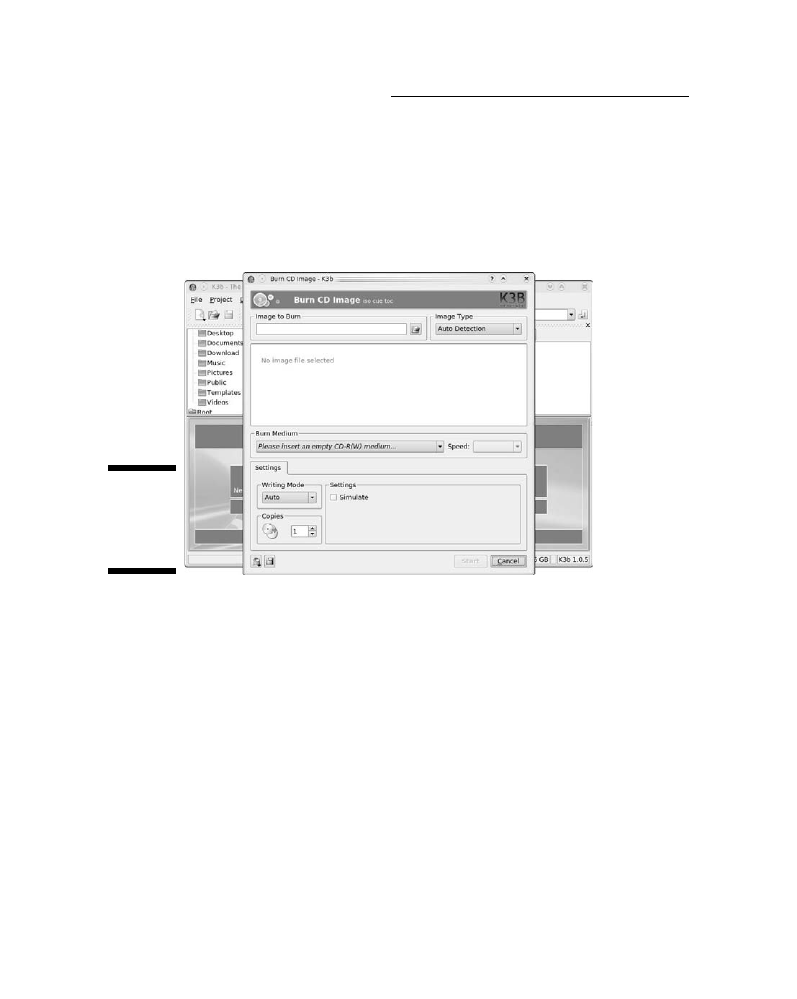 Burn CD Image - K3b
K3b - The
File Project
Burn CD Image iso cue toc
K3B
Image to Burn
Image Type
Auto Detection
Desktop
Documents
Download
Music
Pictures
Public
Templates
Videos
Root
No image file selected
Burn Medium
Please insert an empty CD-R(W) medium...
Speed:
Settings
Writing Mode
Auto
Settings
Simulate
Ne
Copies
1
Start
Cancel
GB
K3b 1.0.5